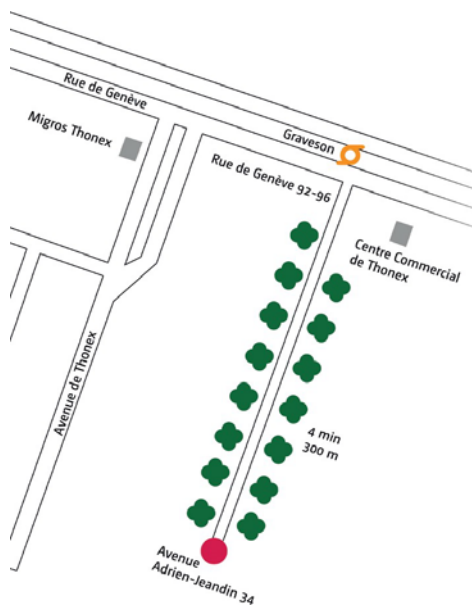 Rue de Genève
Migros Thonex
Graveson
Rue de Genève 92-96
Centre Commercial
de Thonex
Avenue de Thonex
4 min
300 m
Avenue
Adrien-Jeandin 34